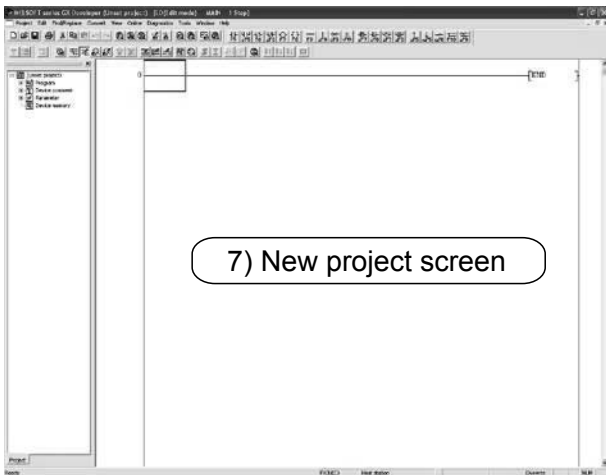 MELSOFT series GX Developer (Unset project) - [LD(Edit mode) MAIN 1 Step]
Project Edit Find/Replace Convert View Online Diagnostics Tools Window Help
(Unset project)
Program
Device comment
Parameter
Device memory
0
END
7) New project screen
Project
Ready
Host station
NUM